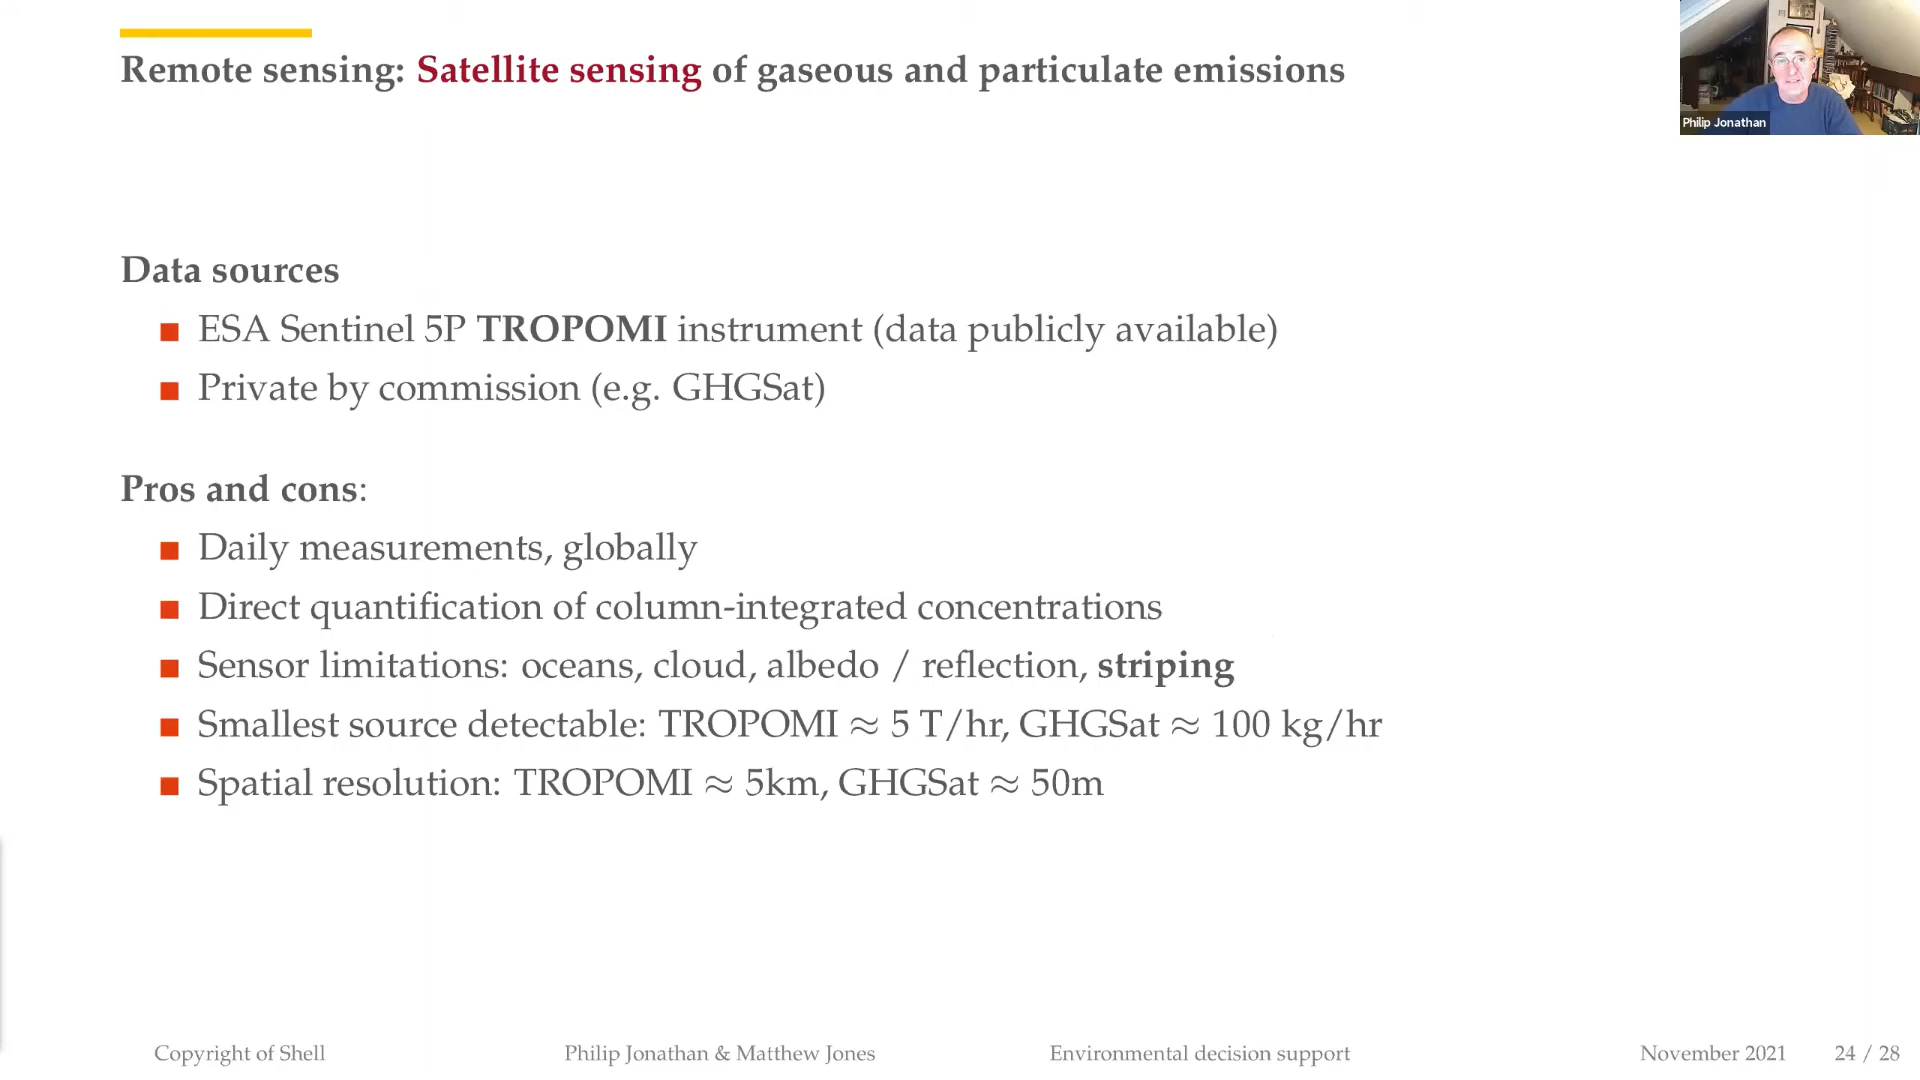 Remote sensing: Satellite sensing of gaseous and particulate emissions
Philip Jonathan
Data sources
ESA Sentinel 5P TROPOMI instrument (data publicly available)
Private by commission (e.g. GHGSat)
Pros and cons:
Daily measurements, globally
Direct quantification of column-integrated concentrations
Sensor limitations: oceans, cloud, albedo / reflection, striping
Smallest source detectable: TROPOMI ≈ 5 T/hr, GHGSat ≈ 100 kg/hr
Spatial resolution: TROPOMI ≈ 5km, GHGSat ≈ 50m
Copyright of Shell Philip Jonathan & Matthew Jones Environmental decision support November 2021 24 / 28